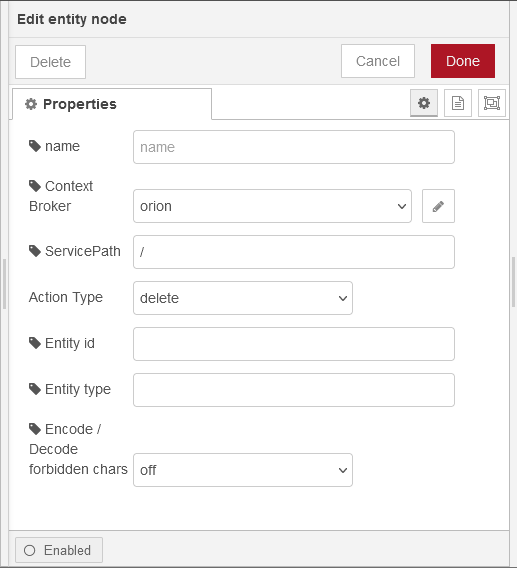 Edit entity node
Delete
Cancel
Done
Properties
name
name
Context
Broker
orion
ServicePath
/
Action Type
delete
Entity id
Entity type
Encode /
Decode
forbidden chars
off
Enabled